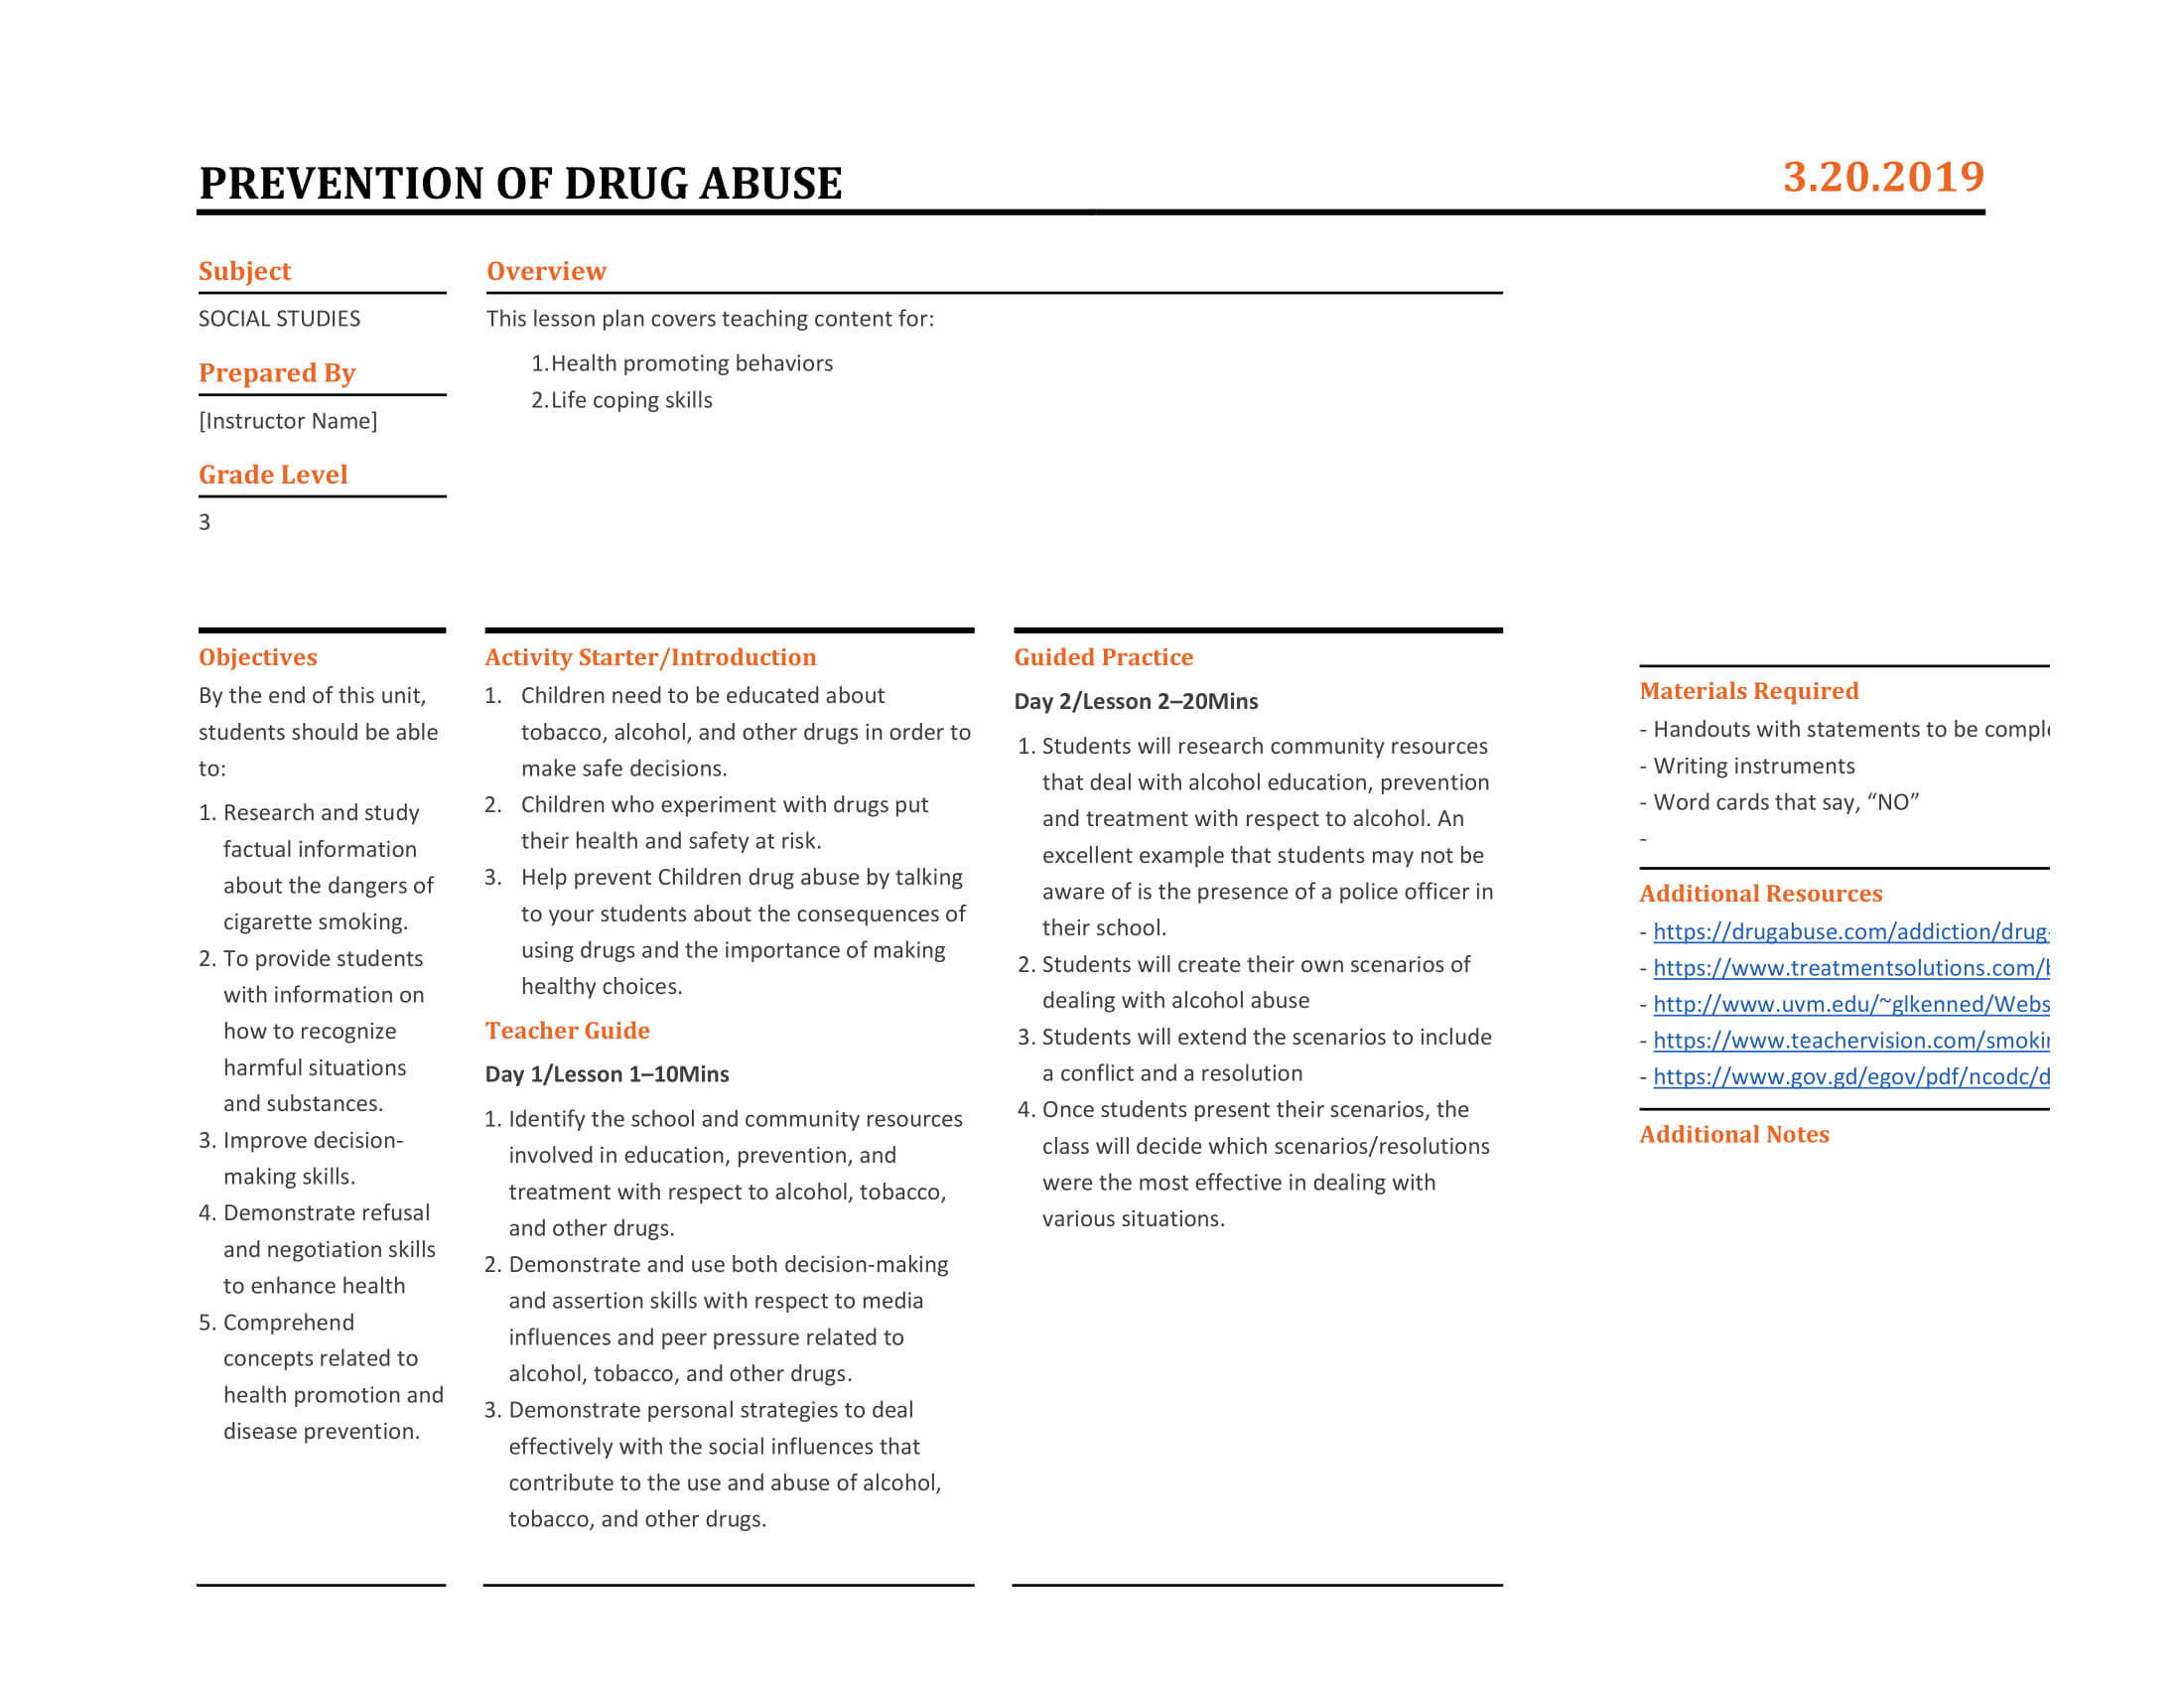 PREVENTION OF DRUG ABUSE
3.20.2019
Subject
SOCIAL STUDIES
Prepared By
[Instructor Name]
Grade Level
3
Overview
This lesson plan covers teaching content for:
1.Health promoting behaviors
2.Life coping skills
Objectives
By the end of this unit,
students should be able
to:
1. Research and study
factual information
about the dangers of
cigarette smoking.
2. To provide students
with information on
how to recognize
harmful situations
and substances.
3. Improve decision-
making skills.
4. Demonstrate refusal
and negotiation skills
to enhance health
5. Comprehend
concepts related to
health promotion and
disease prevention.
Activity Starter/Introduction
1. Children need to be educated about
tobacco, alcohol, and other drugs in order to
make safe decisions.
2. Children who experiment with drugs put
their health and safety at risk.
3. Help prevent Children drug abuse by talking
to your students about the consequences of
using drugs and the importance of making
healthy choices.
Teacher Guide
Day 1/Lesson 1–10Mins
1. Identify the school and community resources
involved in education, prevention, and
treatment with respect to alcohol, tobacco,
and other drugs.
2. Demonstrate and use both decision-making
and assertion skills with respect to media
influences and peer pressure related to
alcohol, tobacco, and other drugs.
3. Demonstrate personal strategies to deal
effectively with the social influences that
contribute to the use and abuse of alcohol,
tobacco, and other drugs.
Guided Practice
Day 2/Lesson 2–20Mins
1. Students will research community resources
that deal with alcohol education, prevention
and treatment with respect to alcohol. An
excellent example that students may not be
aware of is the presence of a police officer in
their school.
2. Students will create their own scenarios of
dealing with alcohol abuse
3. Students will extend the scenarios to include
a conflict and a resolution
4. Once students present their scenarios, the
class will decide which scenarios/resolutions
were the most effective in dealing with
various situations.
Materials Required
- Handouts with statements to be comple
- Writing instruments
- Word cards that say, “NO”
-
Additional Resources
- https://drugabuse.com/addiction/drug-
- https://www.treatmentsolutions.com/b
- http://www.uvm.edu/~glkenned/Webs
- https://www.teachervision.com/smokin
- https://www.gov.gd/egov/pdf/ncodc/d
Additional Notes